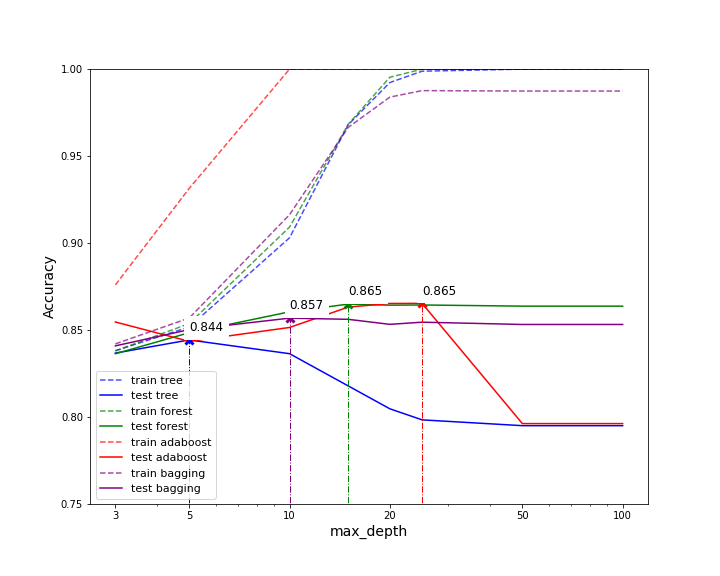 1.00
0.95
0.90
0.85
0.80
0.75
Accuracy
0.844
0.857
0.865
0.865
train tree
test tree
train forest
test forest
train adaboost
test adaboost
train bagging
test bagging
3
5
10
20
50
100
max_depth